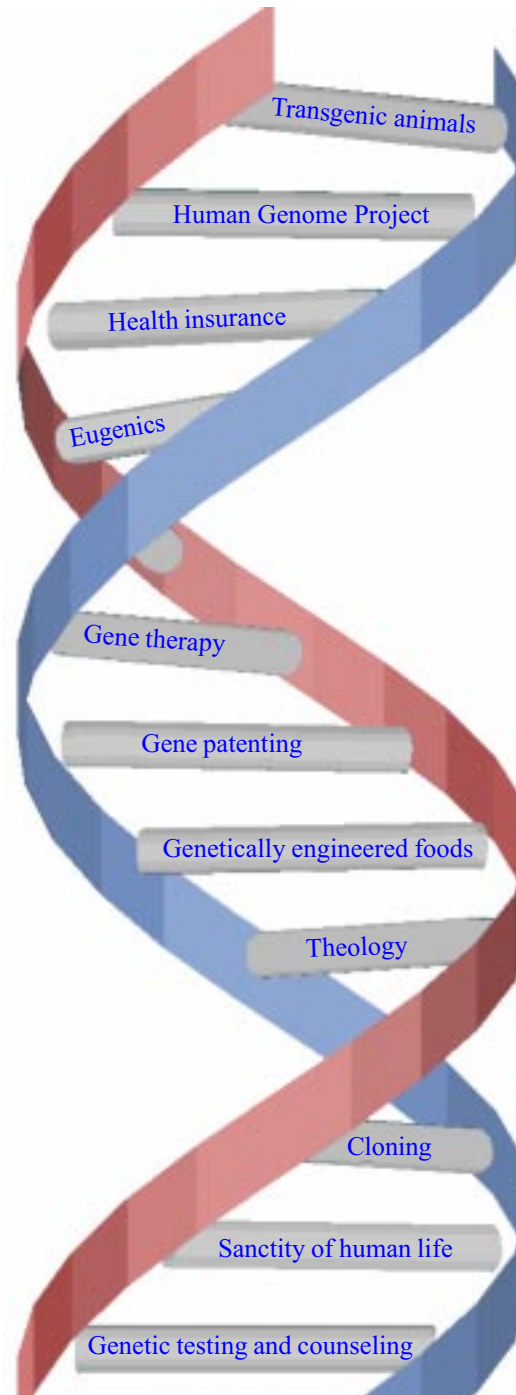 Transgenic animals
Human Genome Project
Health insurance
Eugenics
Gene therapy
Gene patenting
Genetically engineered foods
Theology
Cloning
Sanctity of human life
Genetic testing and counseling